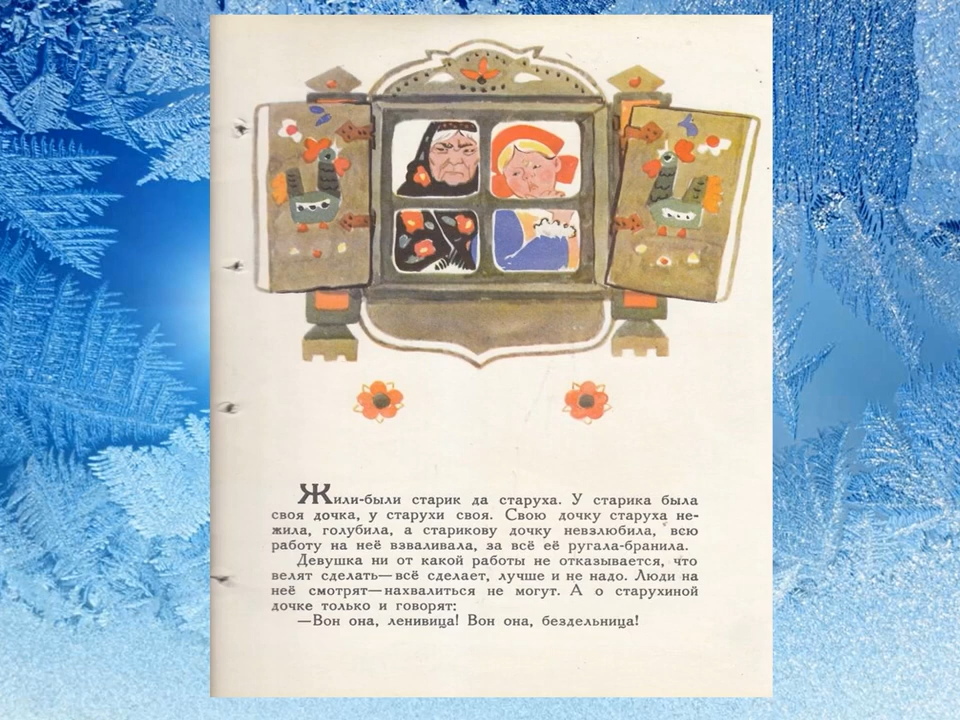 Жили-были старик да старуха. У старика была
своя дочка, у старухи своя. Свою дочку старуха не-
жила, голубила, а старикову дочку невзлюбила, всю
работу на неё взваливала, за всё её ругала-бранила.
Девушка ни от какой работы не отказывается, что
велят сделать—всё сделает, лучше и не надо. Люди на
неё смотрят—нахвалиться не могут. А о старухиной
дочке только и говорят:
—Вон она, ленивица! Вон она, бездельница!